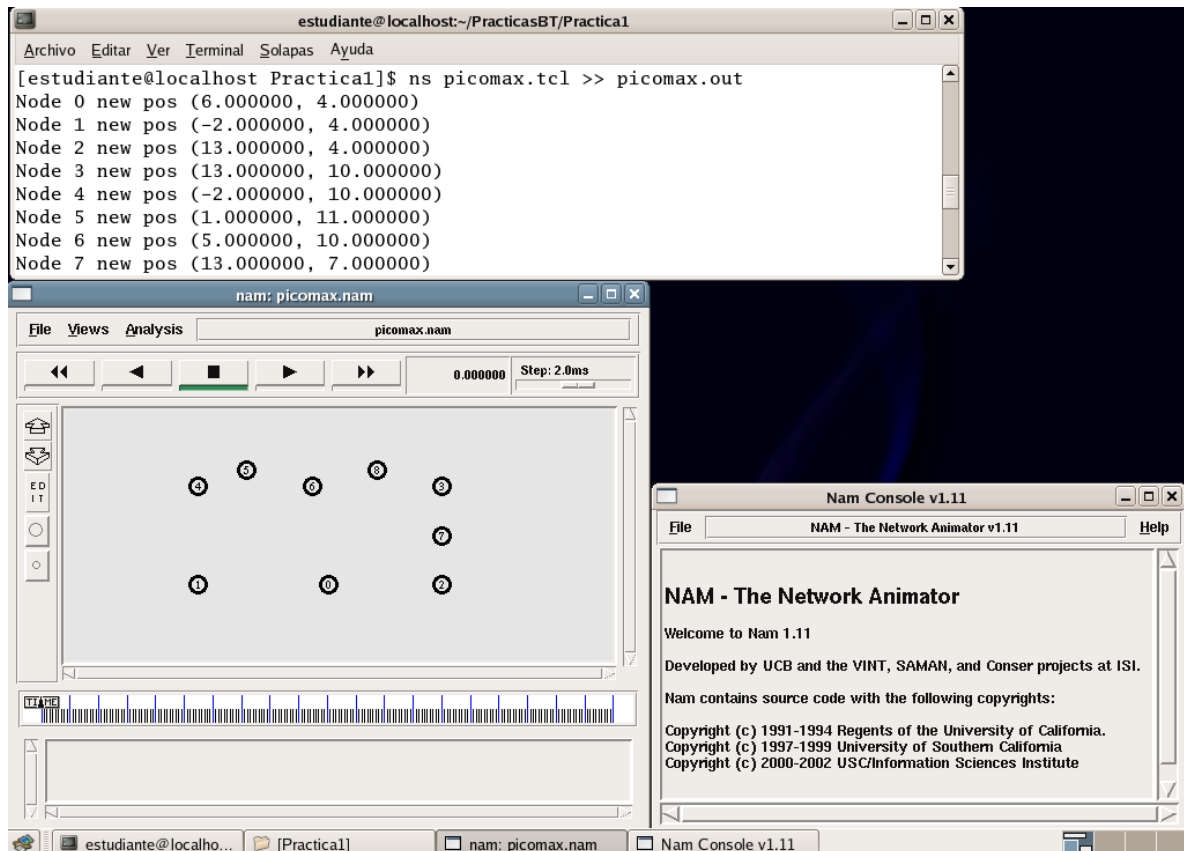 estudiante@localhost:~/PracticasBT/Practica1
Archivo Editar Ver Terminal Solapas Ayuda
[estudiante@localhost Practica1]$ ns picomax.tcl >> picomax.out
Node 0 new pos (6.000000, 4.000000)
Node 1 new pos (-2.000000, 4.000000)
Node 2 new pos (13.000000, 4.000000)
Node 3 new pos (13.000000, 10.000000)
Node 4 new pos (-2.000000, 10.000000)
Node 5 new pos (1.000000, 11.000000)
Node 6 new pos (5.000000, 10.000000)
Node 7 new pos (13.000000, 7.000000)
nam: picomax.nam
File Views Analysis picomax.nam
0.000000 Step: 2.0ms
ED
IT
5 8
4 6 3
7
1 0 2
TIME
Nam Console v1.11
File NAM - The Network Animator v1.11 Help
NAM - The Network Animator
Welcome to Nam 1.11
Developed by UCB and the VINT, SAMAN, and Conser projects at ISI.
Nam contains source code with the following copyrights:
Copyright (c) 1991-1994 Regents of the University of California.
Copyright (c) 1997-1999 University of Southern California
Copyright (c) 2000-2002 USC/Information Sciences Institute
estudiante@localho... [Practica1] nam: picomax.nam Nam Console v1.11